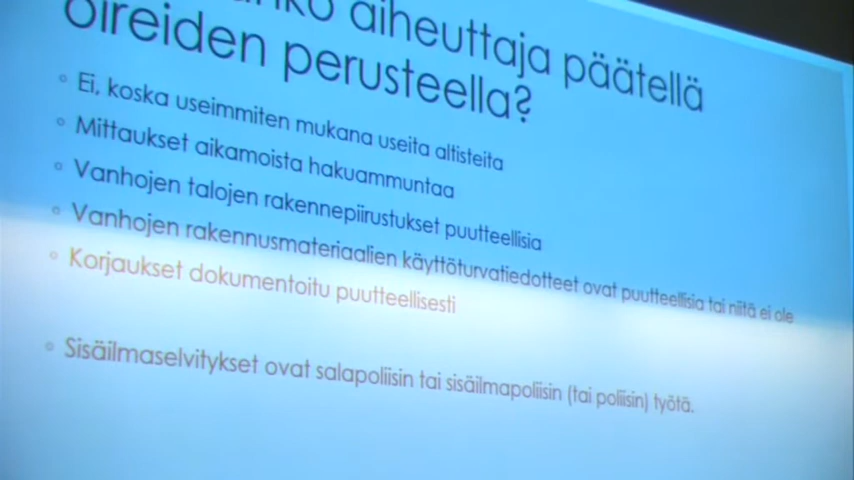 aiheuttaja päätellä
oireiden perusteella?
Ei, koska useimmiten mukana useita altisteita
Mittaukset aikamoista hakuammuntaa
Vanhojen talojen rakennepiirustukset puutteellisia
Vanhojen rakennusmateriaalien käyttöturvatiedotteet ovat puutteellisia tai niitä ei ole
Korjaukset dokumentoitu puutteellisesti
Sisäilmaselvitykset ovat salapoliisin tai sisäilmapoliisin (tai poliisin) työtä.